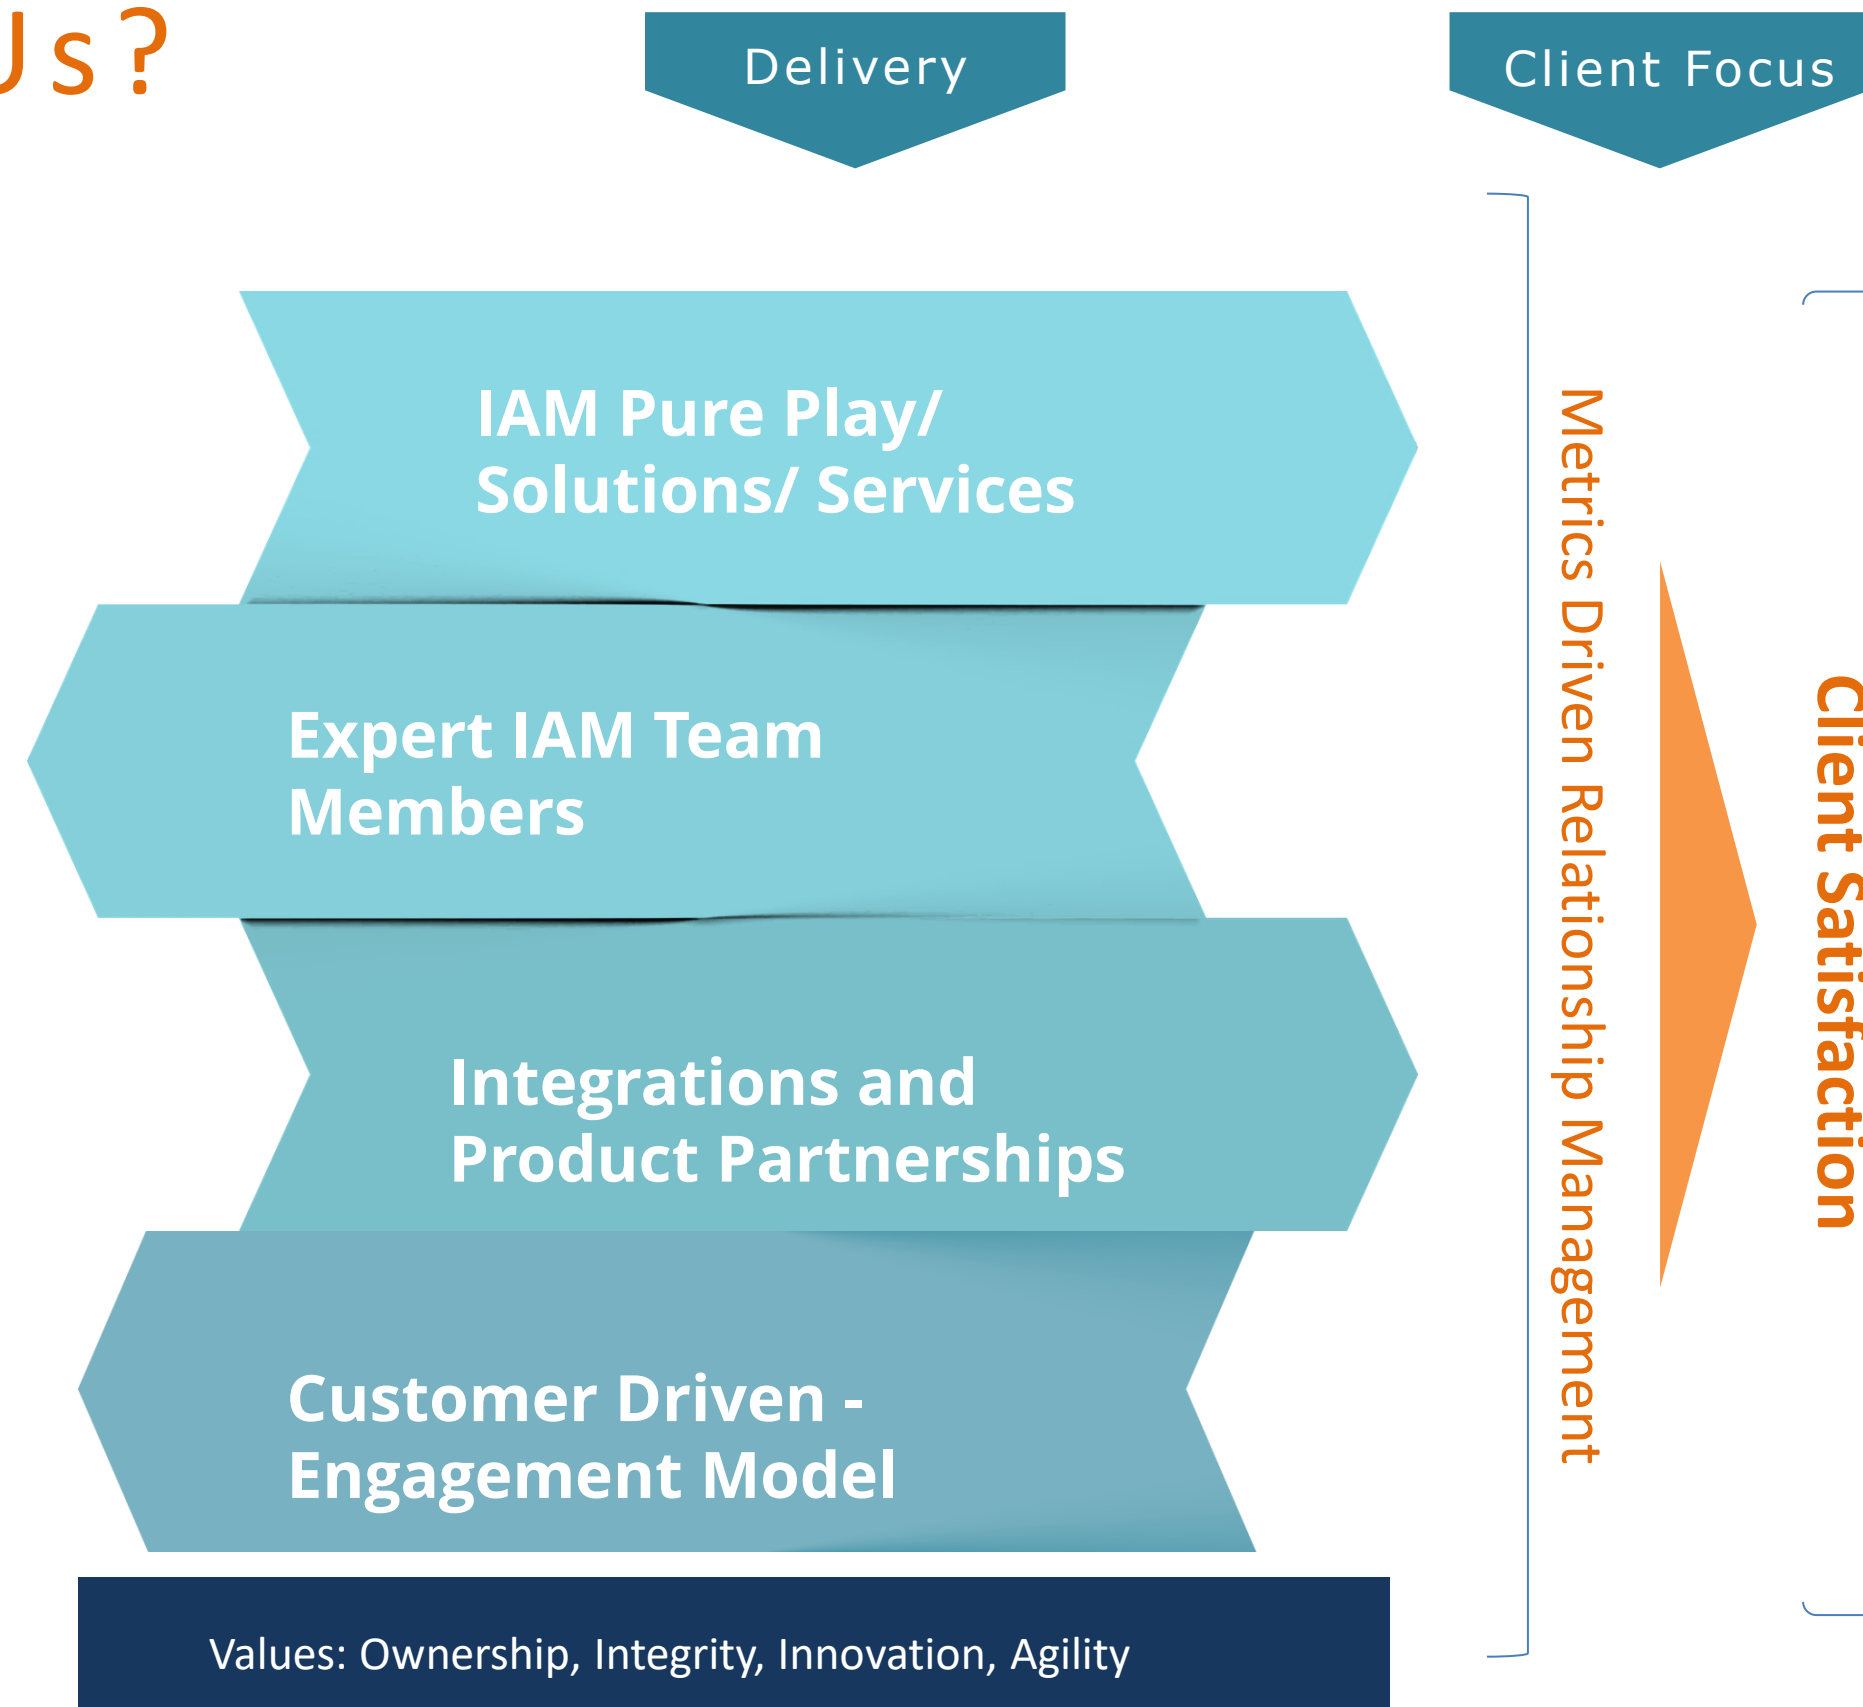 Us?
Delivery
Client Focus
IAM Pure Play/
Solutions/ Services
Expert IAM Team
Members
Integrations and
Product Partnerships
Customer Driven -
Engagement Model
Values: Ownership, Integrity, Innovation, Agility
Metrics Driven Relationship Management
Client Satisfaction